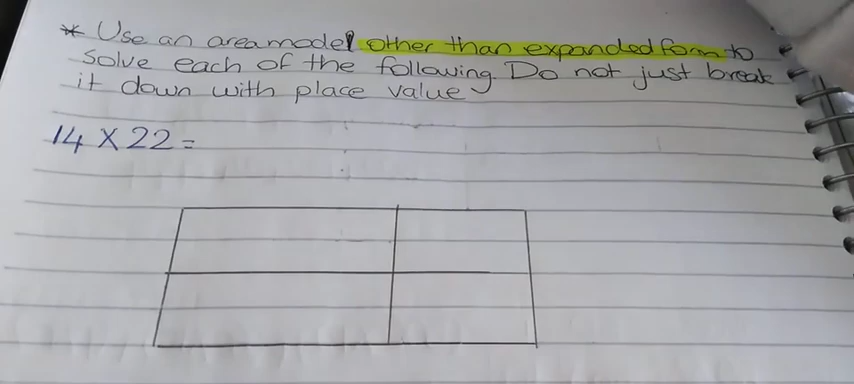 * Use an area model other than expanded form to
solve each of the following. Do not just break
it down with place value
14 X 22 =